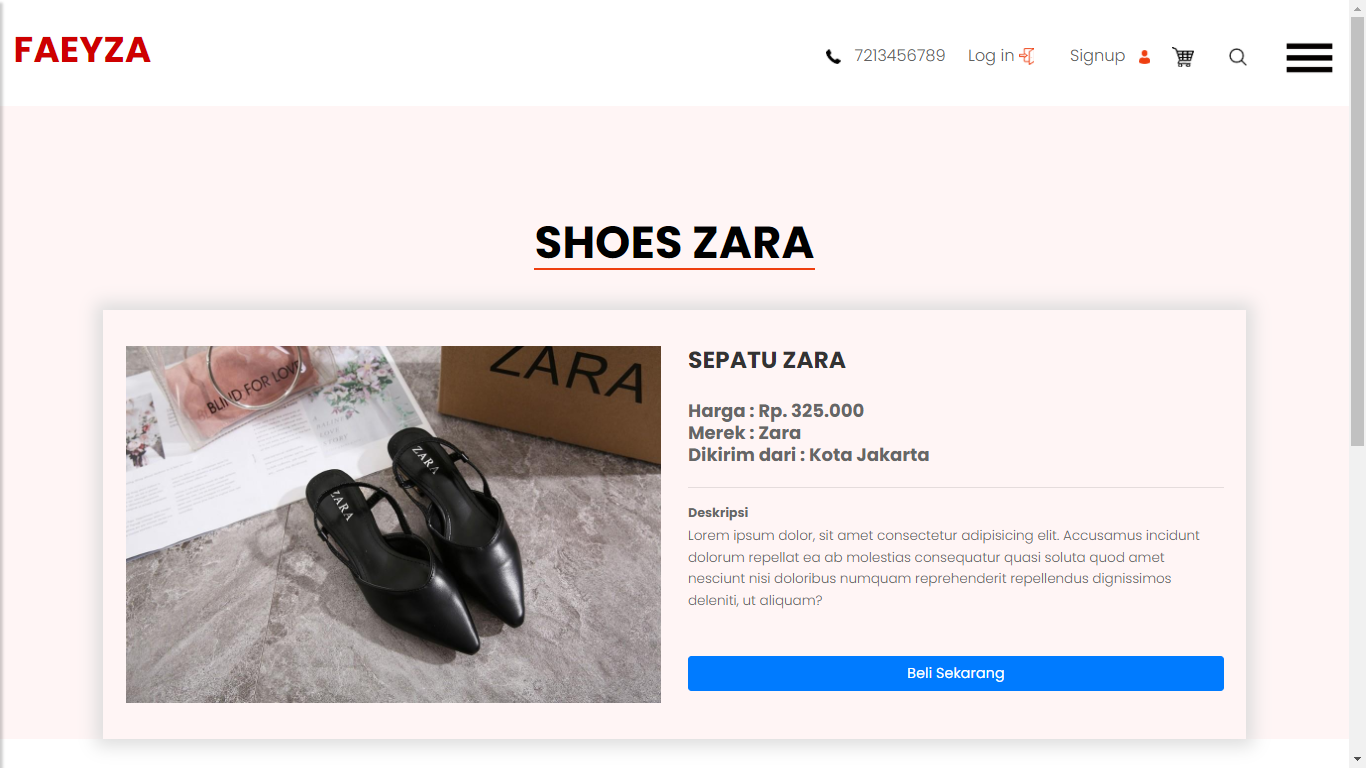 FAEYZA
7213456789 Log in Signup
SHOES ZARA
BLIND FOR LOVE
ZARA
ZARA
ZARA
SEPATU ZARA
Harga : Rp. 325.000
Merek : Zara
Dikirim dari : Kota Jakarta
Deskripsi
Lorem ipsum dolor, sit amet consectetur adipisicing elit. Accusamus incidunt
dolorum repellat ea ab molestias consequatur quasi soluta quod amet
nesciunt nisi doloribus numquam reprehenderit repellendus dignissimos
deleniti, ut aliquam?
Beli Sekarang